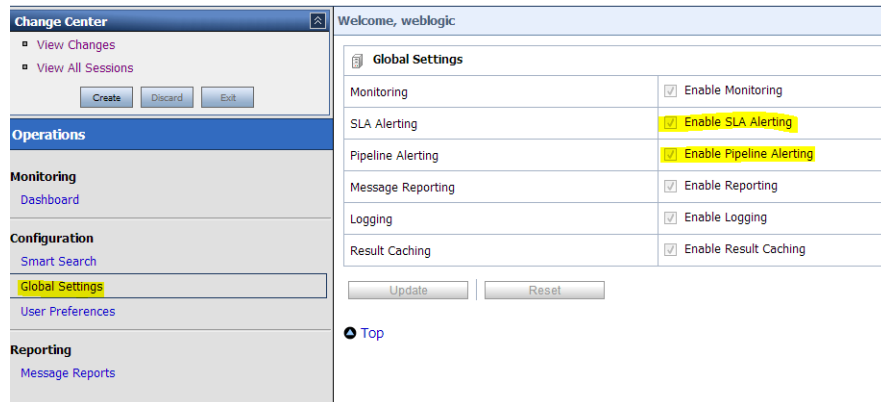 Change Center
View Changes
View All Sessions
Create Discard Exit
Operations
Monitoring
Dashboard
Configuration
Smart Search
Global Settings
User Preferences
Reporting
Message Reports
Welcome, weblogic
Global Settings
Monitoring Enable Monitoring
SLA Alerting Enable SLA Alerting
Pipeline Alerting Enable Pipeline Alerting
Message Reporting Enable Reporting
Logging Enable Logging
Result Caching Enable Result Caching
Update Reset
Top